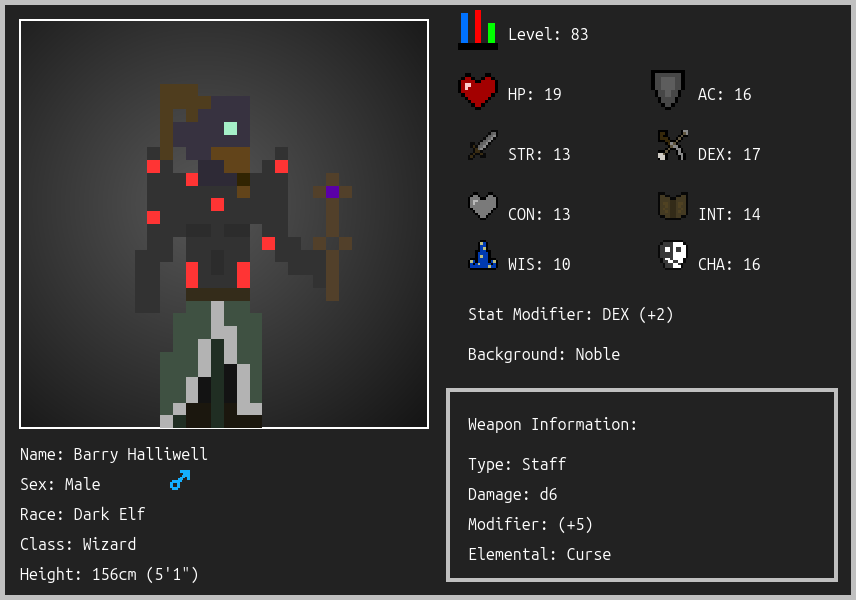 Level: 83
HP: 19
AC: 16
STR: 13
DEX: 17
CON: 13
INT: 14
WIS: 10
CHA: 16
Stat Modifier: DEX (+2)
Background: Noble
Weapon Information:
Type: Staff
Damage: d6
Modifier: (+5)
Elemental: Curse
Name: Barry Halliwell
Sex: Male
Race: Dark Elf
Class: Wizard
Height: 156cm (5'1")